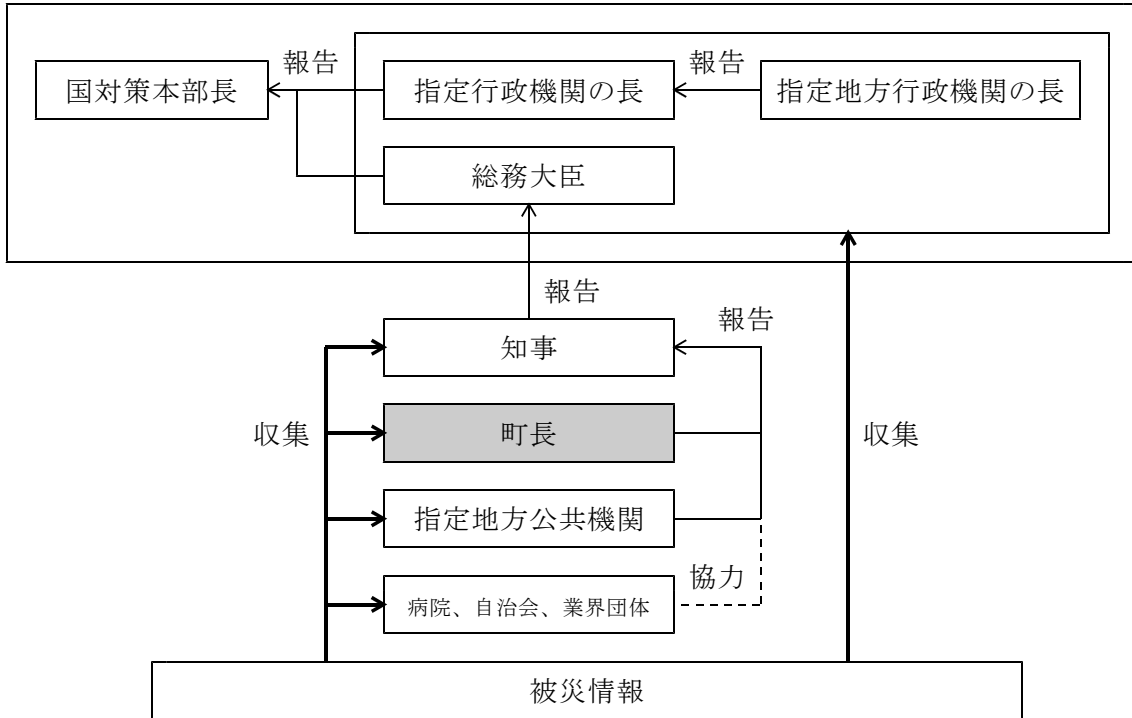 報告
報告
国対策本部長
指定行政機関の長
指定地方行政機関の長
総務大臣
報告
報告
知事
収集
町長
収集
指定地方公共機関
協力
病院、自治会、業界団体
被災情報